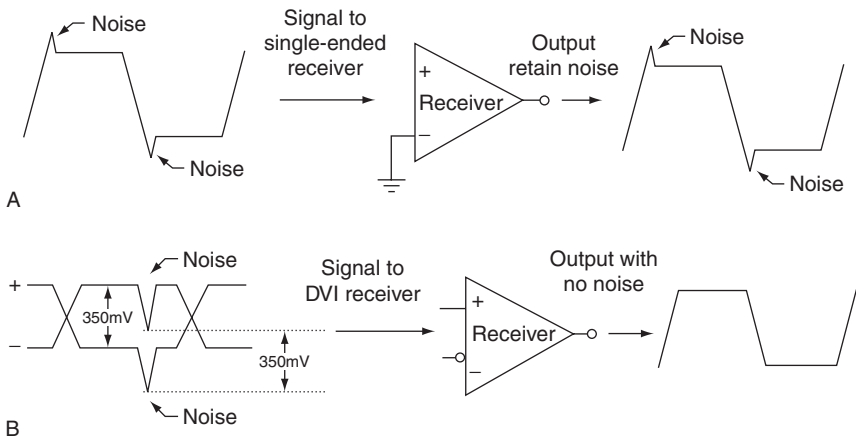 Noise
Signal to
single-ended
receiver
+
Receiver
−
Output
retain noise
Noise
Noise
Noise
A
+
−
350mV
Noise
350mV
Noise
Signal to
DVI receiver
+
Receiver
−
Output with
no noise
B